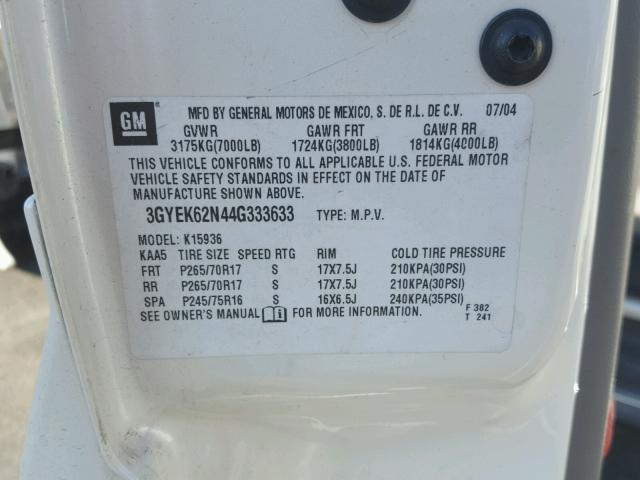 GM
MFD BY GENERAL MOTORS DE MEXICO, S. DE R.L. DE C.V. 07/04
GVWR GAWR FRT GAWR RR
3175KG(7000LB) 1724KG(3800LB) 1814KG(4000LB)
THIS VEHICLE CONFORMS TO ALL APPLICABLE U.S. FEDERAL MOTOR
VEHICLE SAFETY STANDARDS IN EFFECT ON THE DATE OF
MANUFACTURE SHOWN ABOVE.
3GYEK62N44G333633 TYPE: M.P.V.
MODEL: K15936
KAA5 TIRE SIZE SPEED RTG RIM COLD TIRE PRESSURE
FRT P265/70R17 S 17X7.5J 210KPA(30PSI)
RR P265/70R17 S 17X7.5J 210KPA(30PSI)
SPA P245/75R16 S 16X6.5J 240KPA(35PSI)
SEE OWNER'S MANUAL FOR MORE INFORMATION.
F 382
T 241